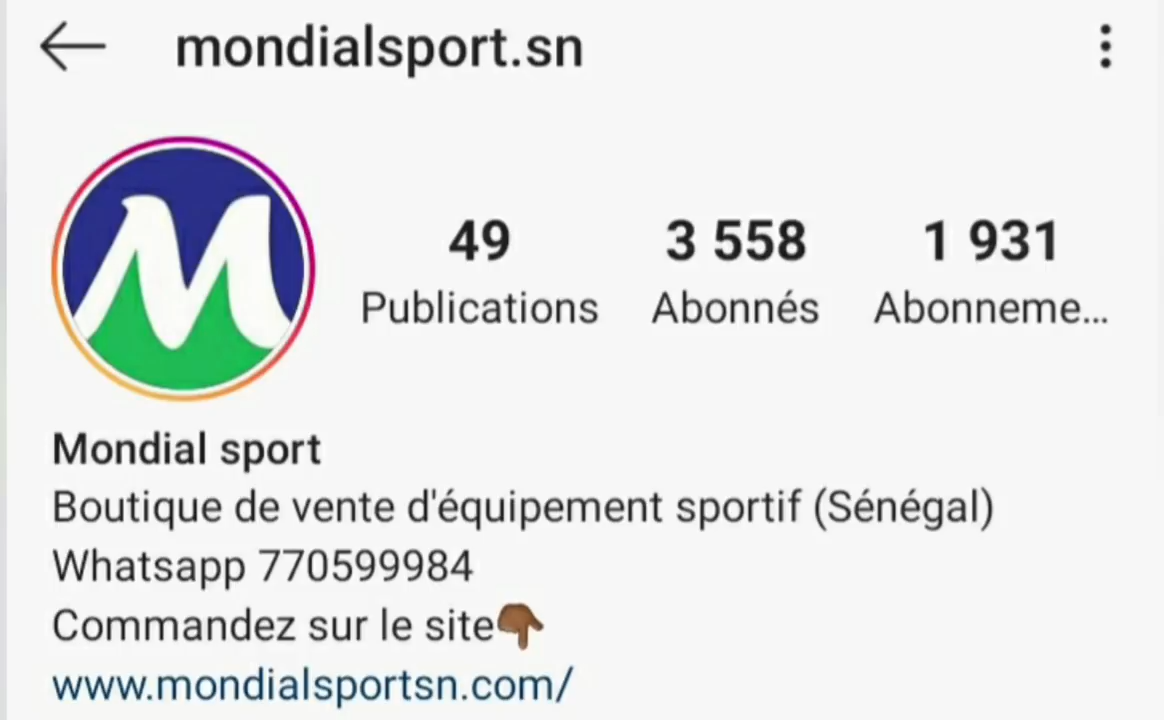 mondialsport.sn
49 3 558 1 931
Publications Abonnés Abonneme...
Mondial sport
Boutique de vente d'équipement sportif (Sénégal)
Whatsapp 770599984
Commandez sur le site👇🏾
www.mondialsportsn.com/